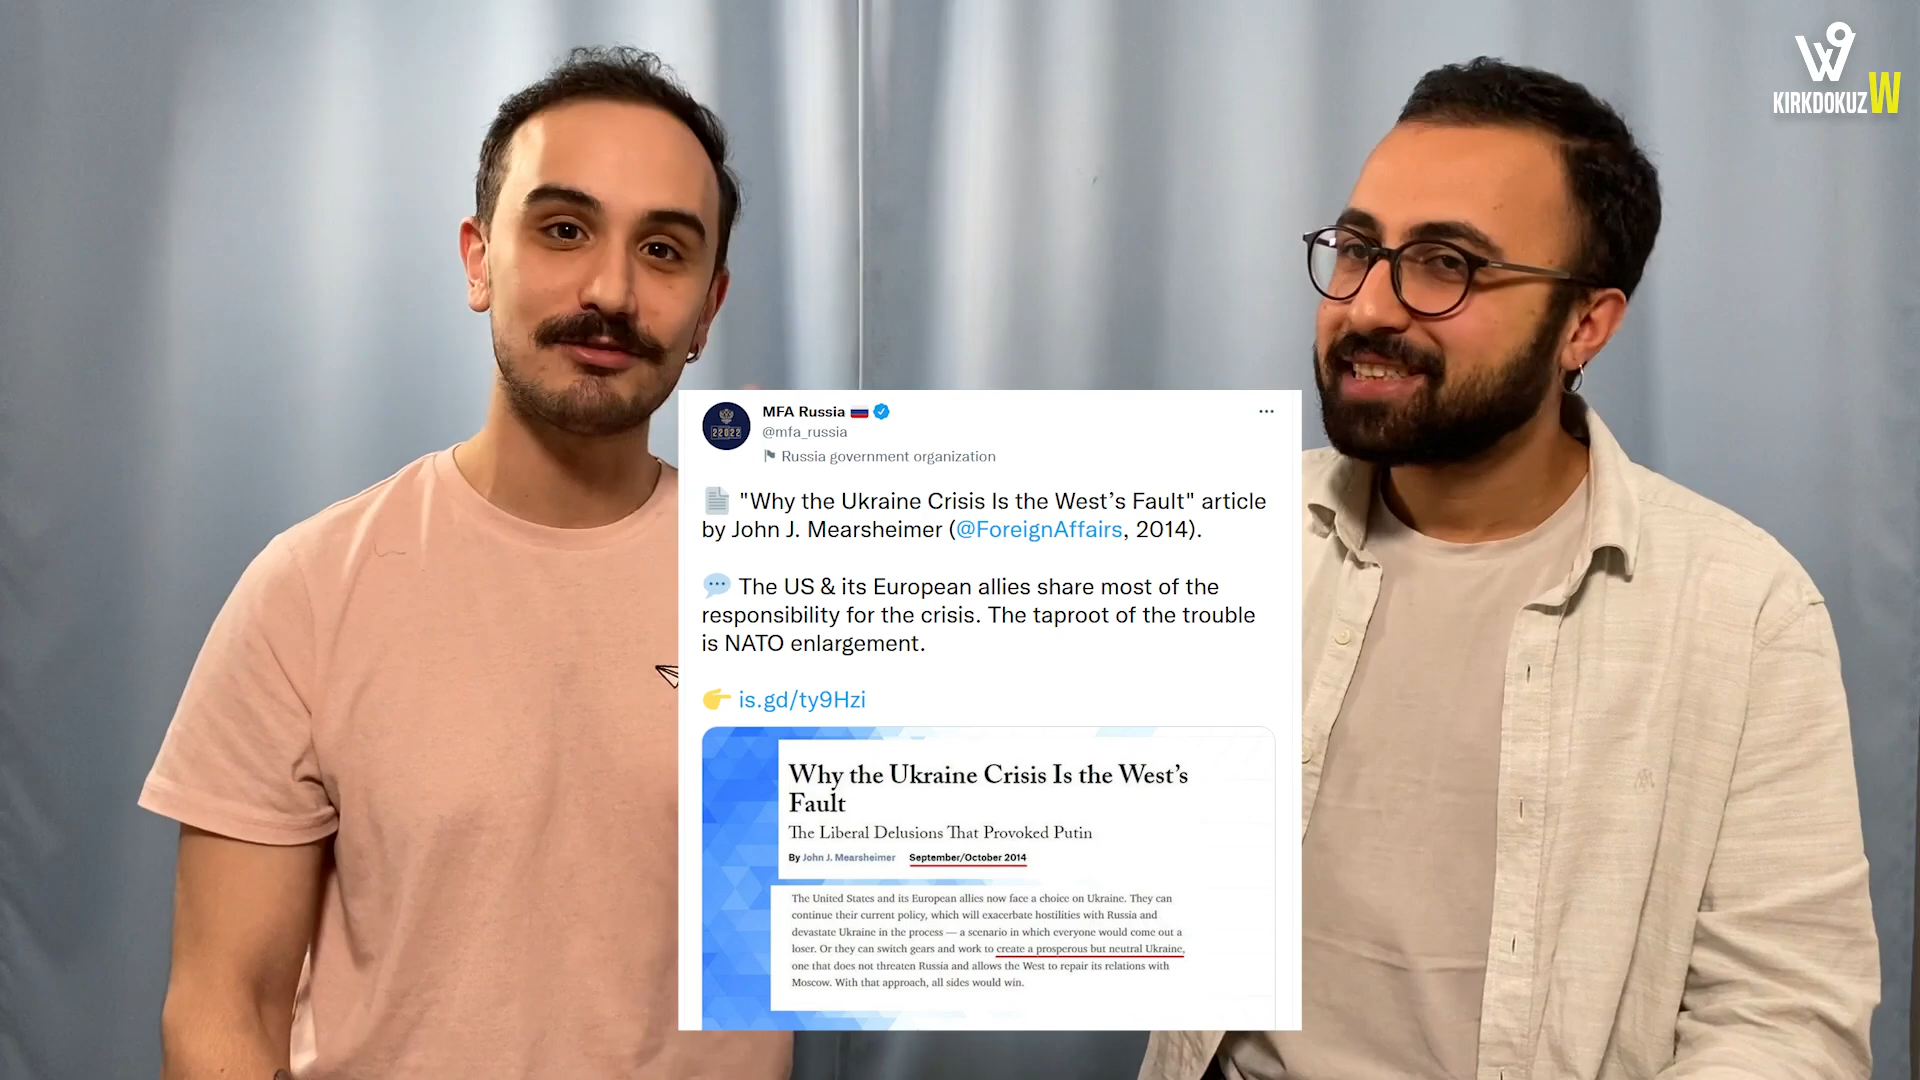 W9
KIRKDOKUZ W
MFA Russia
@mfa_russia
Russia government organization
22022
"Why the Ukraine Crisis Is the West’s Fault" article
by John J. Mearsheimer (@ForeignAffairs, 2014).
The US & its European allies share most of the
responsibility for the crisis. The taproot of the trouble
is NATO enlargement.
is.gd/ty9Hzi
Why the Ukraine Crisis Is the West’s
Fault
The Liberal Delusions That Provoked Putin
By John J. Mearsheimer September/October 2014
The United States and its European allies now face a choice on Ukraine. They can
continue their current policy, which will exacerbate hostilities with Russia and
devastate Ukraine in the process — a scenario in which everyone would come out a
loser. Or they can switch gears and work to create a prosperous but neutral Ukraine,
one that does not threaten Russia and allows the West to repair its relations with
Moscow. With that approach, all sides would win.